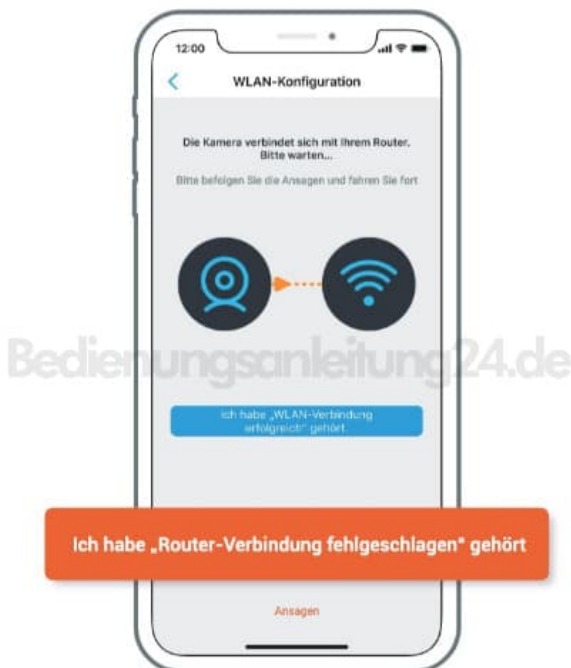 12:00
WLAN-Konfiguration
Die Kamera verbindet sich mit Ihrem Router.
Bitte warten...
Bitte befolgen Sie die Ansagen und fahren Sie fort
Bedienungsanleitung24.de
Ich habe „WLAN-Verbindung
erfolgreich" gehört
Ich habe „Router-Verbindung fehlgeschlagen" gehört
Ansagen